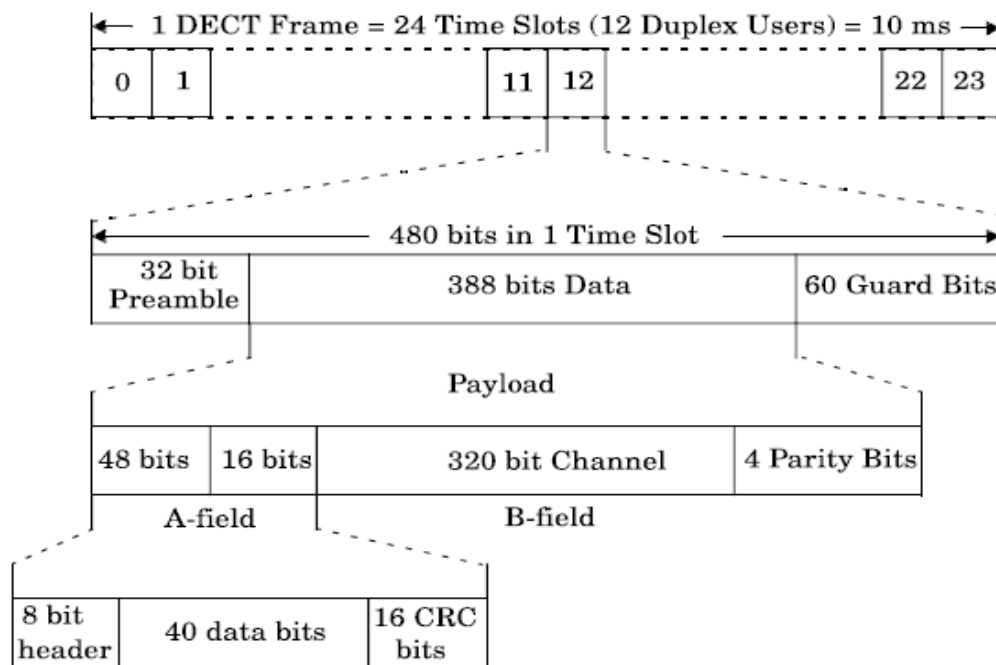 1 DECT Frame = 24 Time Slots (12 Duplex Users) = 10 ms
0 1 11 12 22 23
480 bits in 1 Time Slot
32 bit
Preamble
388 bits Data
60 Guard Bits
Payload
48 bits
16 bits
320 bit Channel
4 Parity Bits
A-field
B-field
8 bit
header
40 data bits
16 CRC
bits